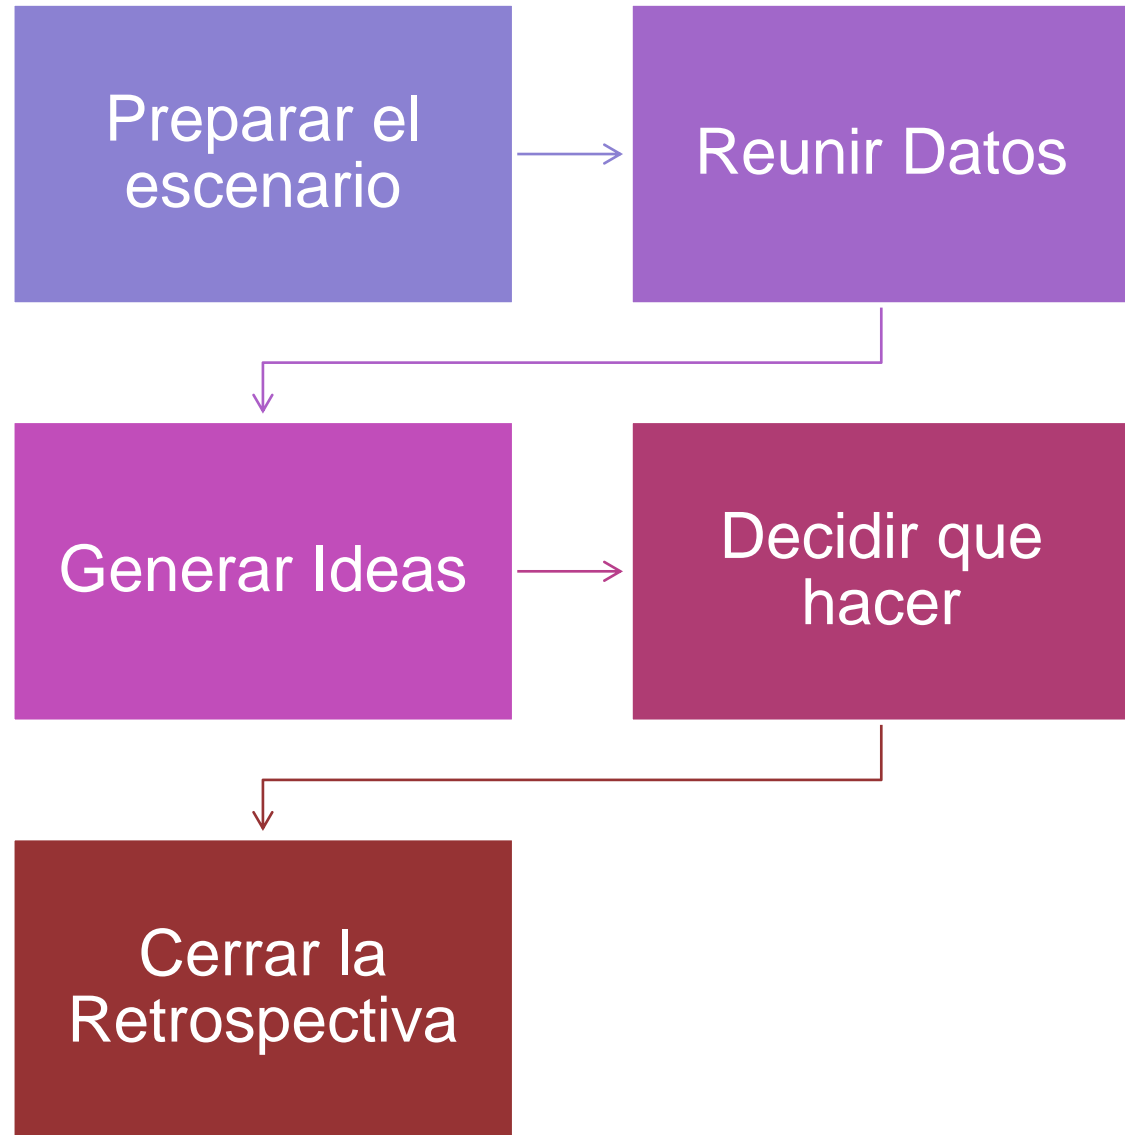 Preparar el
escenario
Reunir Datos
Generar Ideas
Decidir que
hacer
Cerrar la
Retrospectiva